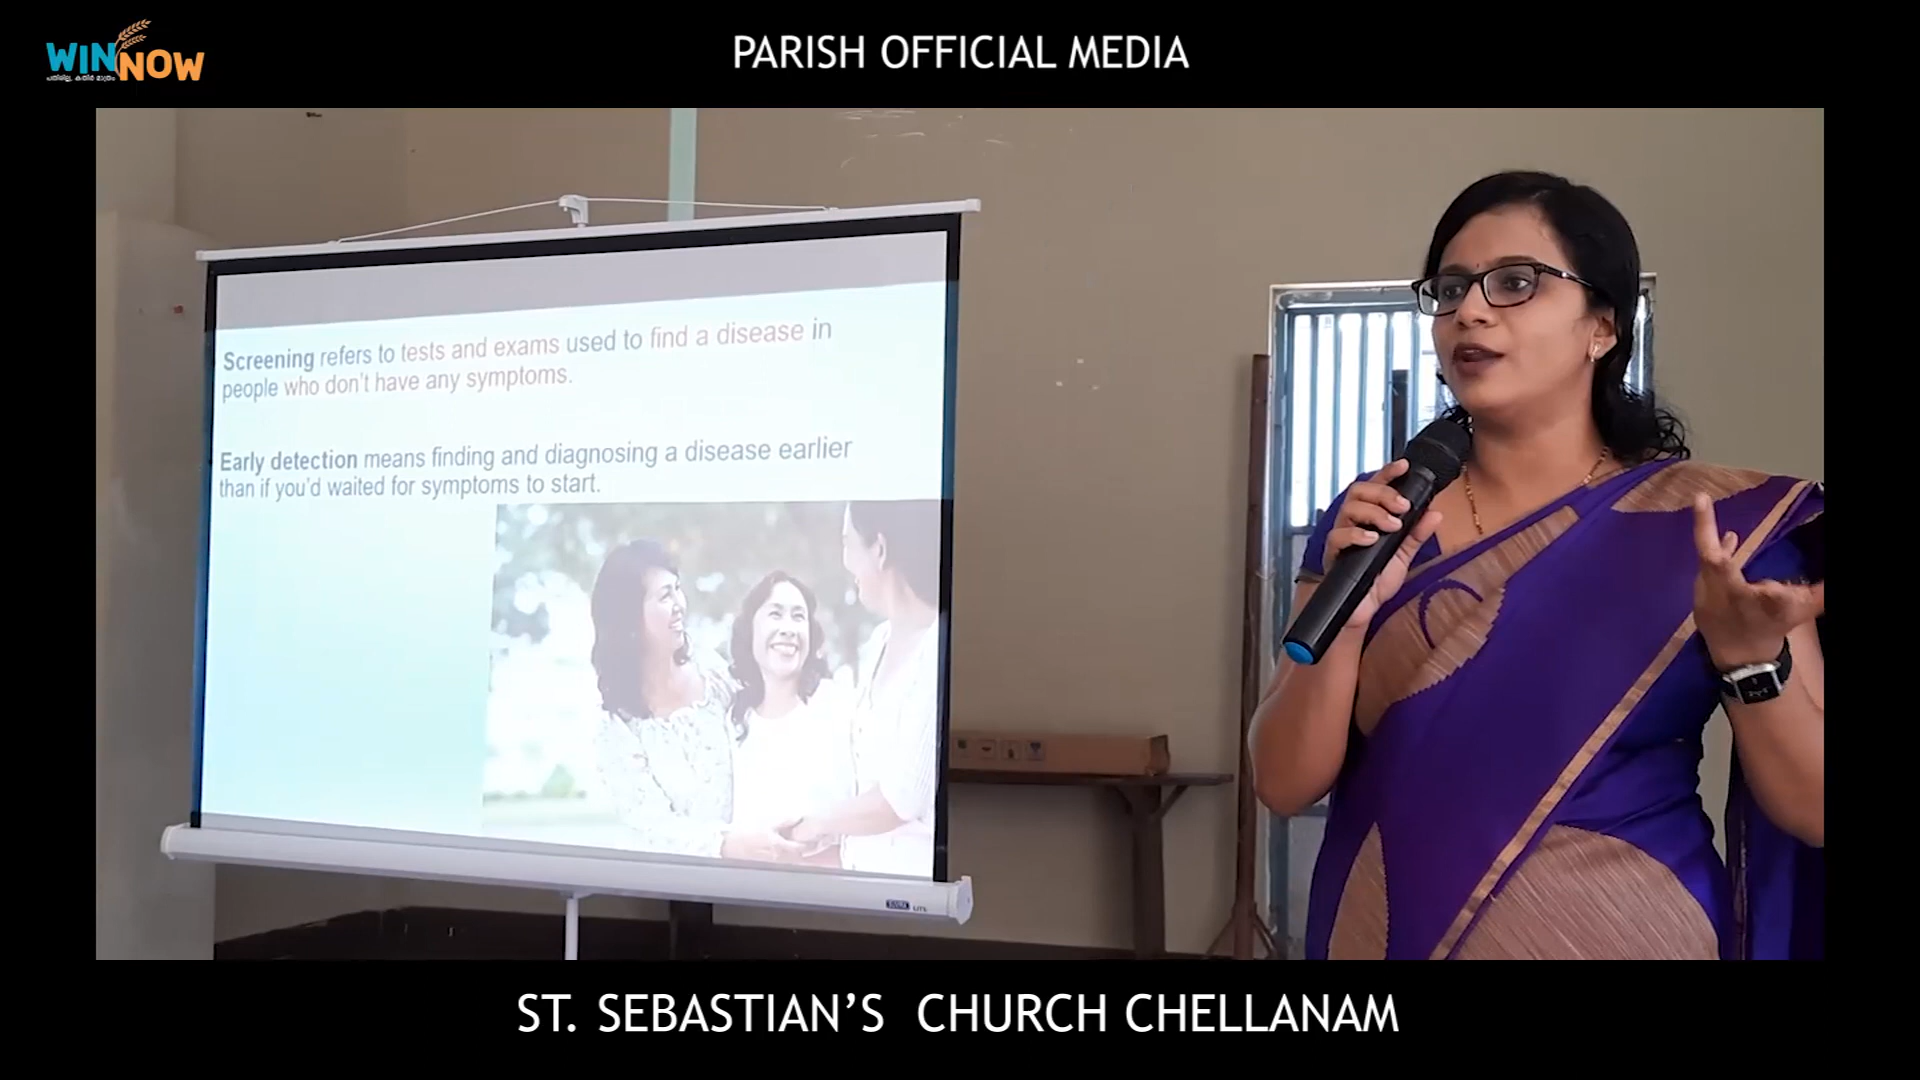 WINNOW
പതിരില്ല, കതിർ മാത്രം
PARISH OFFICIAL MEDIA
Screening refers to tests and exams used to find a disease in
people who don't have any symptoms.
Early detection means finding and diagnosing a disease earlier
than if you'd waited for symptoms to start.
ST. SEBASTIAN'S CHURCH CHELLANAM